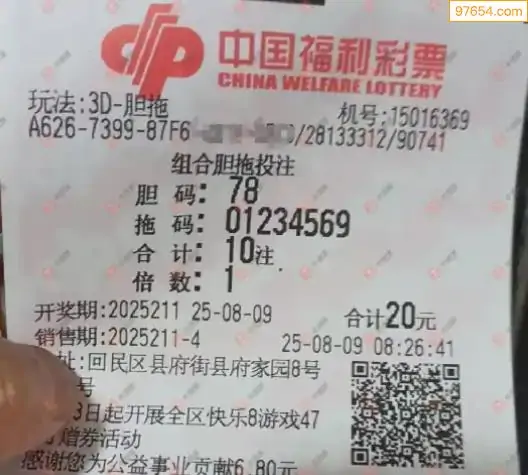 97654.com
中国福利彩票
CHINA WELFARE LOTTERY
玩法:3D-胆拖
机号:15016369
A626-7399-87F6 /28133312/90741
组合胆拖投注
胆 码: 78
拖 码: 01234569
合 计: 10注
倍 数: 1
开奖期:2025211 25-08-09 合计20元
销售期:2025211-4 25-08-09 08:26:41
址:回民区县府街县府家园8号
号
日起开展全区快乐8游戏47
赠券活动
感谢您为公益事业贡献6.80元